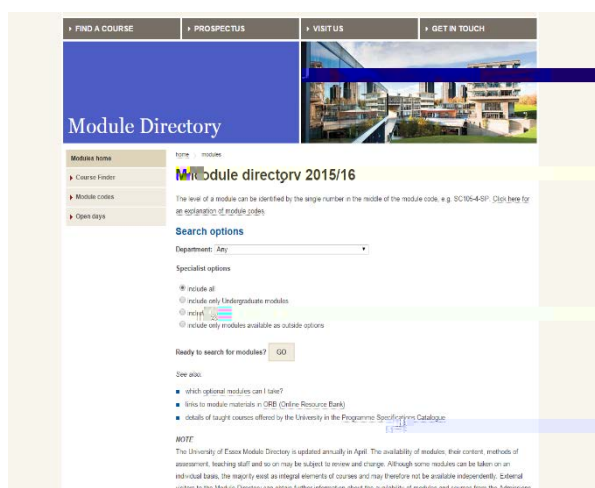 FIND A COURSE
PROSPECTUS
VISIT US
GET IN TOUCH
Module Directory
Modules home
Course Finder
Module codes
Open days
home modules
Module directory 2015/16
The level of a module can be identified by the single number in the middle of the module code, e.g. SC105-4-SP. Click here for
an explanation of module codes.
Search options
Department: Any
Specialist options
include all
include only Undergraduate modules
include only modules available as outside options
Ready to search for modules? GO
See also:
which optional modules can I take?
links to module materials in ORB (Online Resource Bank)
details of taught courses offered by the University in the Programme Specifications Catalogue
NOTE
The University of Essex Module Directory is updated annually in April. The availability of modules, their content, methods of
assessment, teaching staff and so on may be subject to review and change. Although some modules can be taken on an
individual basis, the majority exist as integral elements of courses and may therefore not be available independently. External